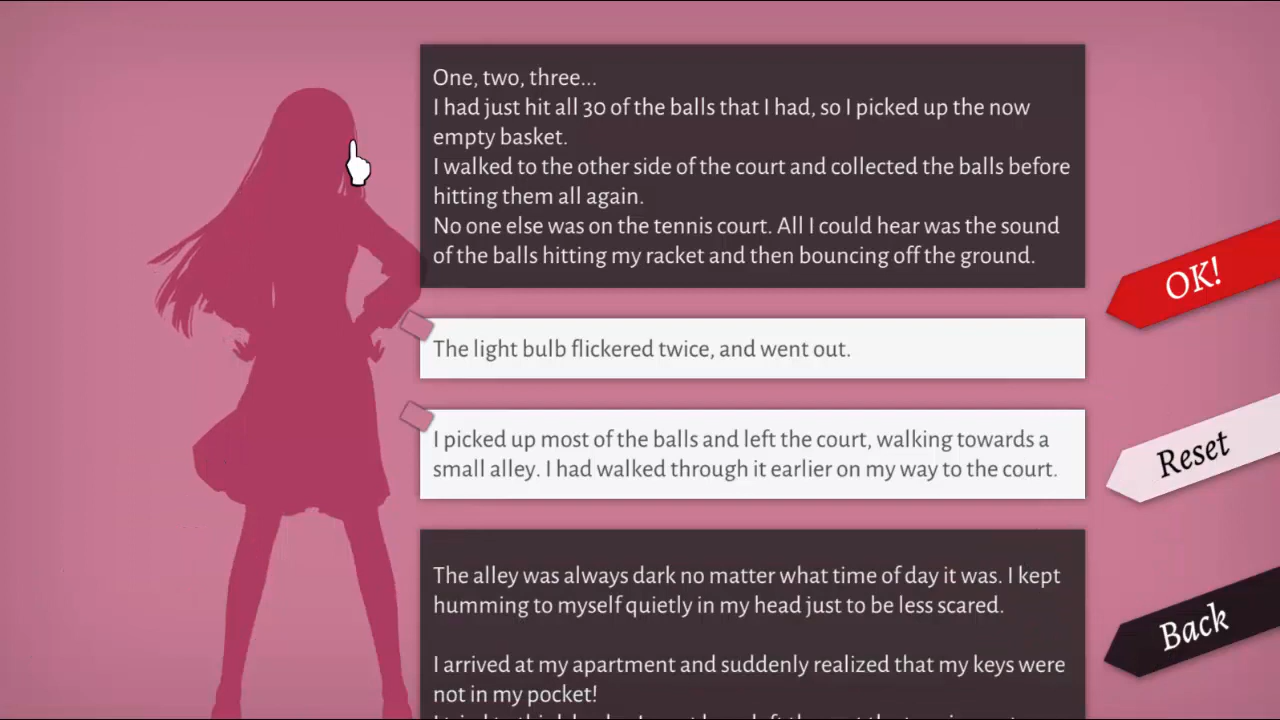 One, two, three...
I had just hit all 30 of the balls that I had, so I picked up the now
empty basket.
I walked to the other side of the court and collected the balls before
hitting them all again.
No one else was on the tennis court. All I could hear was the sound
of the balls hitting my racket and then bouncing off the ground.
OK!
The light bulb flickered twice, and went out.
I picked up most of the balls and left the court, walking towards a
small alley. I had walked through it earlier on my way to the court.
Reset
The alley was always dark no matter what time of day it was. I kept
humming to myself quietly in my head just to be less scared.
I arrived at my apartment and suddenly realized that my keys were
not in my pocket!
Back